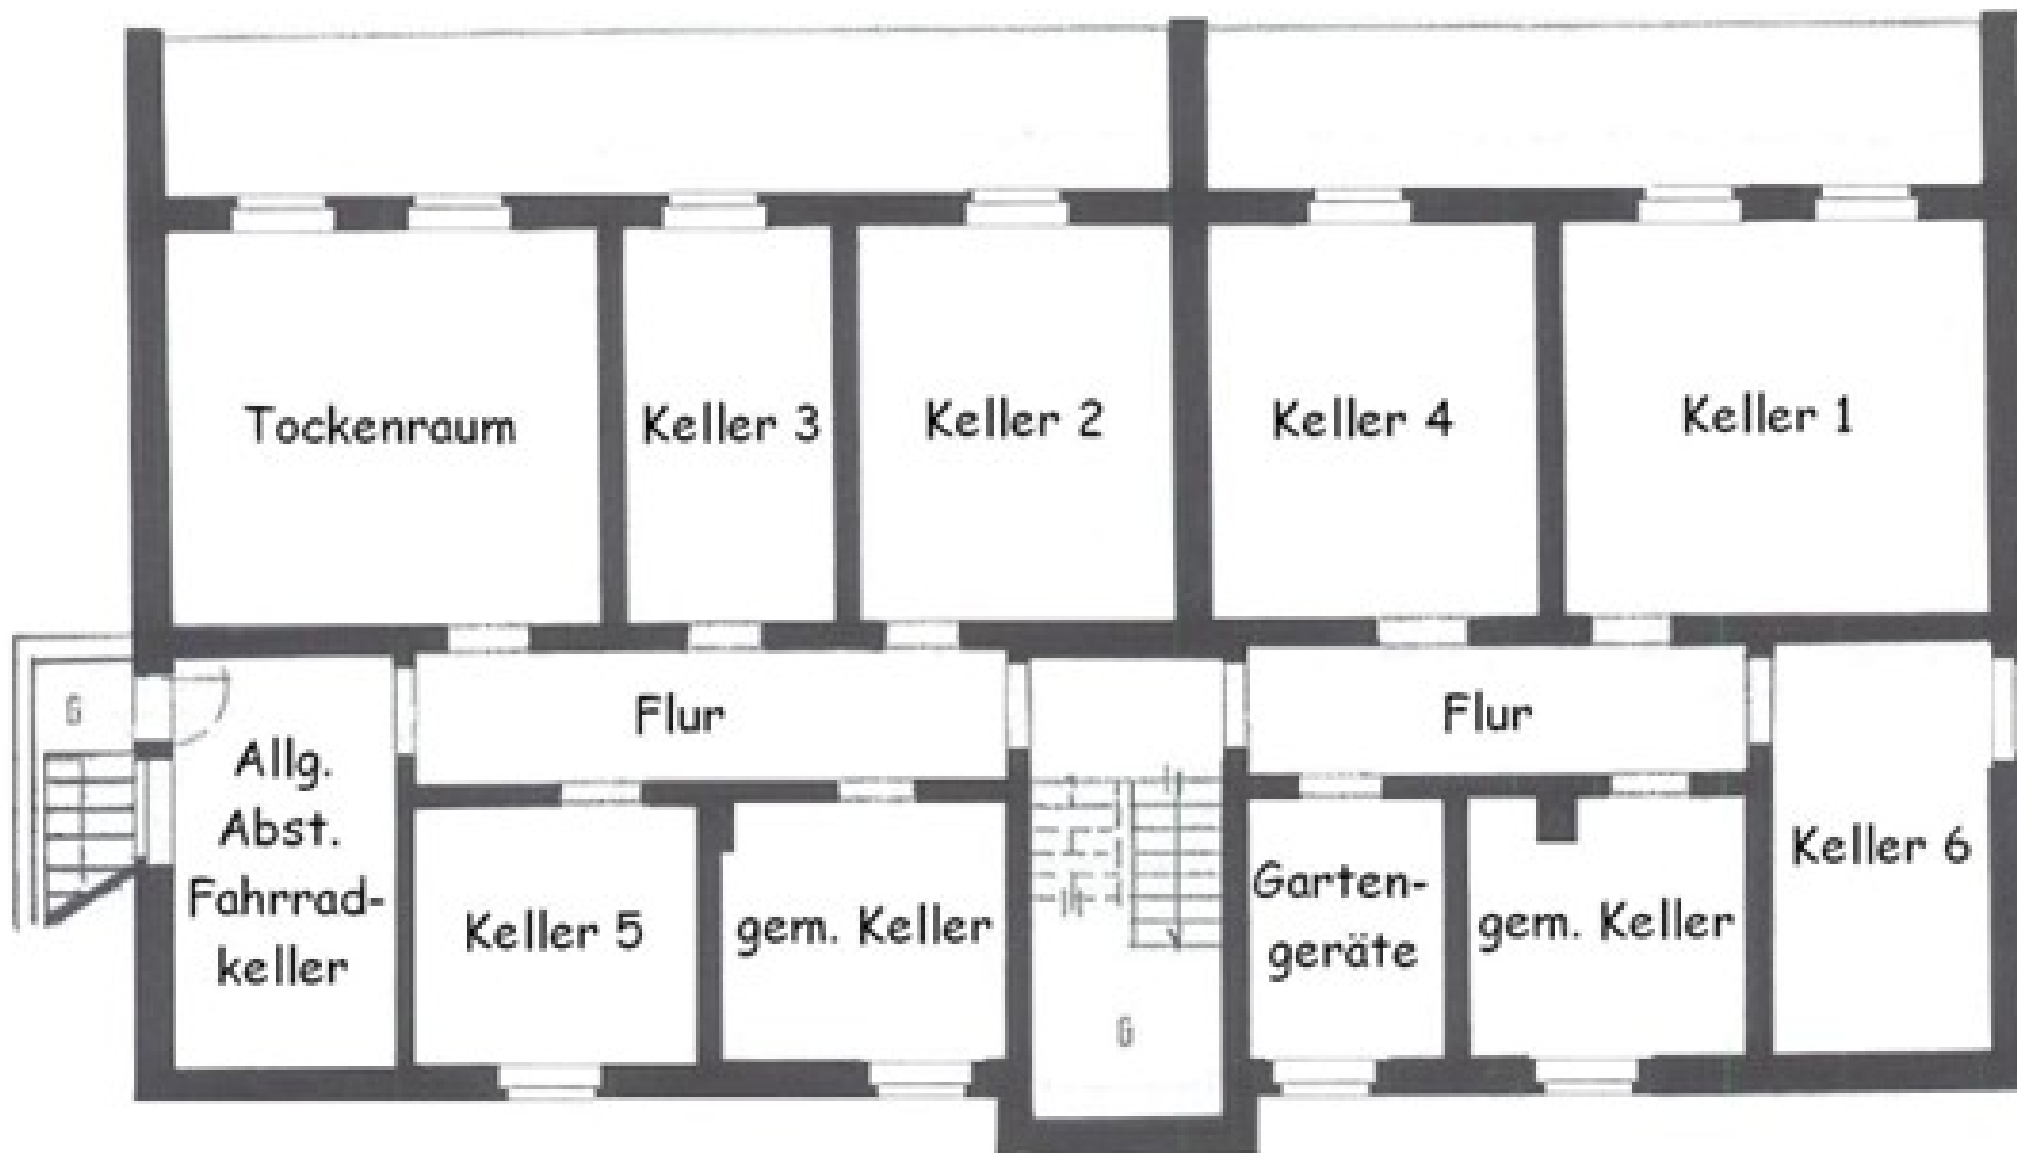 Tockenraum
Keller 3
Keller 2
Keller 4
Keller 1
G
Flur
Flur
Allg.
Abst.
Fahrrad-
keller
Keller 5
gem. Keller
G
Garten-
geräte
gem. Keller
Keller 6